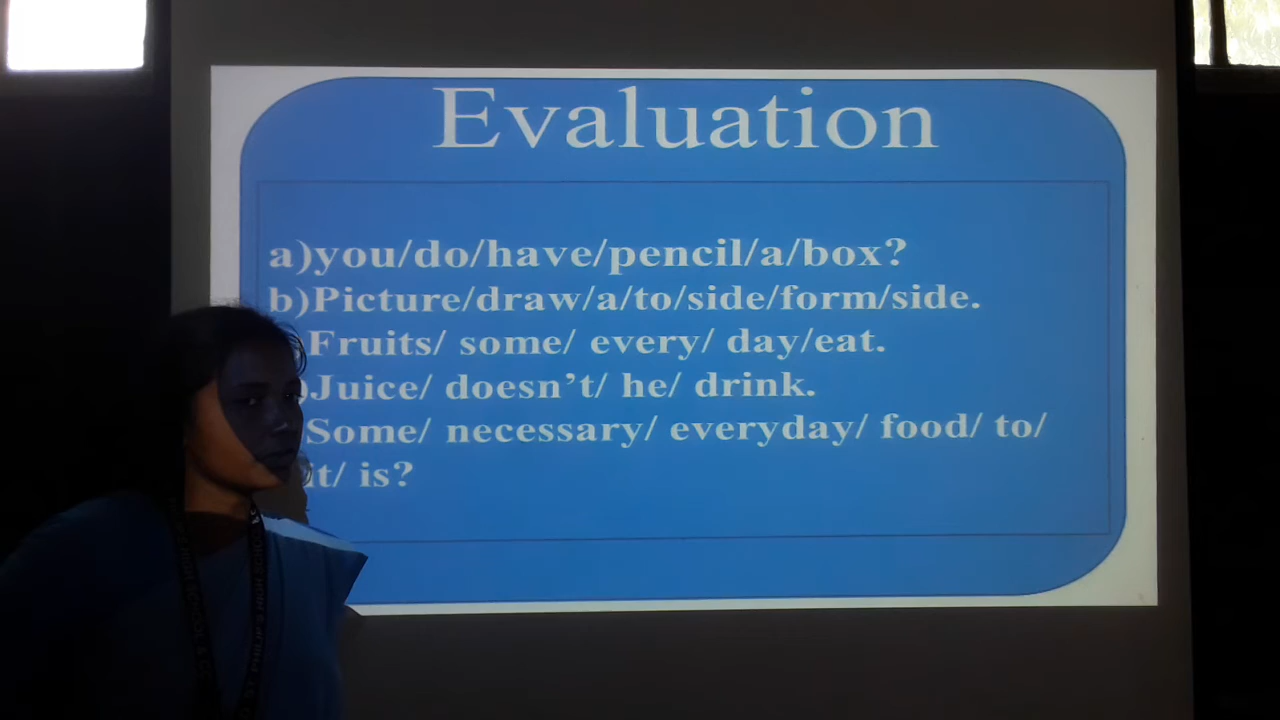 Evaluation
a)you/do/have/pencil/a/box?
b)Picture/draw/a/to/side/form/side.
Fruits/ some/ every/ day/eat.
)Juice/ doesn't/ he/ drink.
Some/ necessary/ everyday/ food/ to/
it/ is?